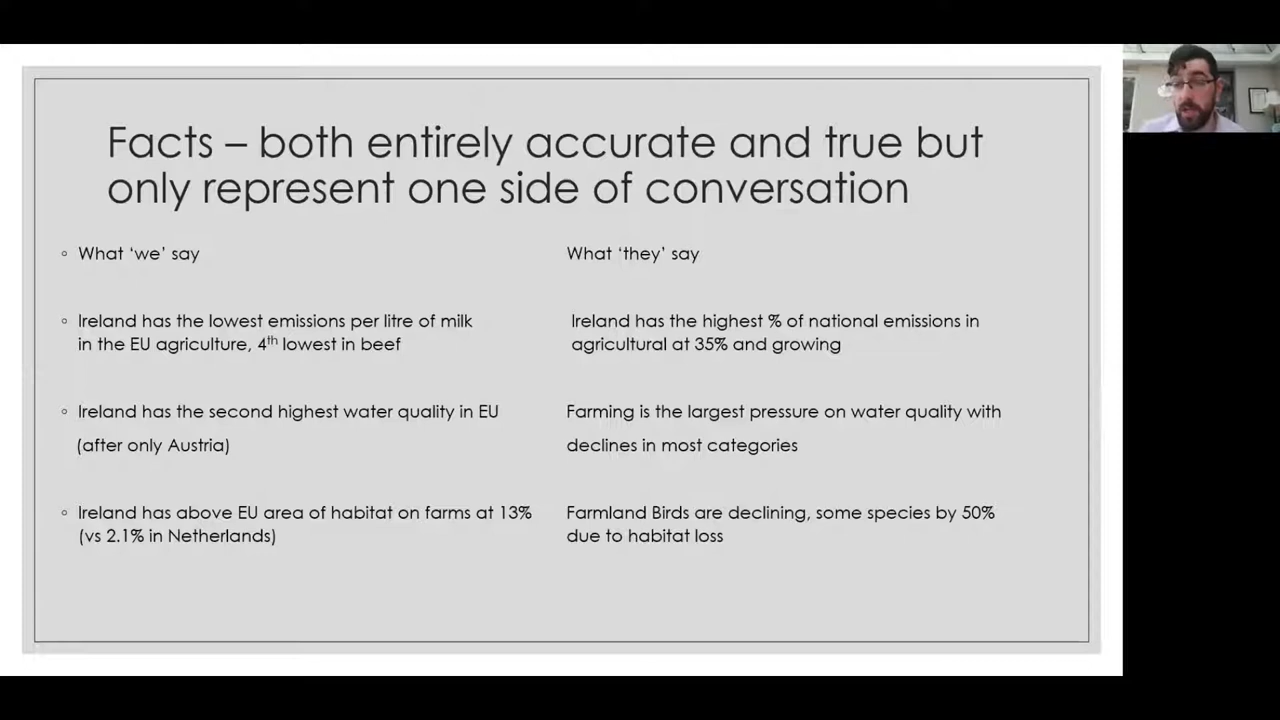 Facts – both entirely accurate and true but
only represent one side of conversation
◦ What ‘we’ say
What ‘they’ say
◦ Ireland has the lowest emissions per litre of milk
in the EU agriculture, 4th lowest in beef
Ireland has the highest % of national emissions in
agricultural at 35% and growing
◦ Ireland has the second highest water quality in EU
(after only Austria)
Farming is the largest pressure on water quality with
declines in most categories
◦ Ireland has above EU area of habitat on farms at 13%
(vs 2.1% in Netherlands)
Farmland Birds are declining, some species by 50%
due to habitat loss